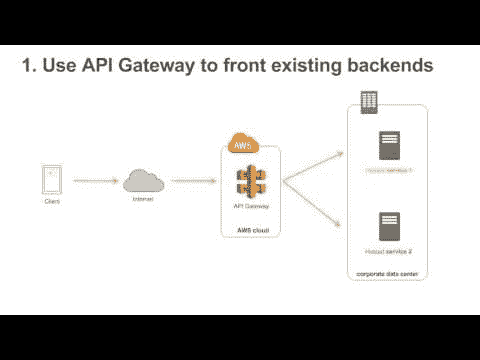 1. Use API Gateway to front existing backends
AWS
Client
Internet
API Gateway
AWS cloud
Hosted service 1
Hosted service 2
corporate data center